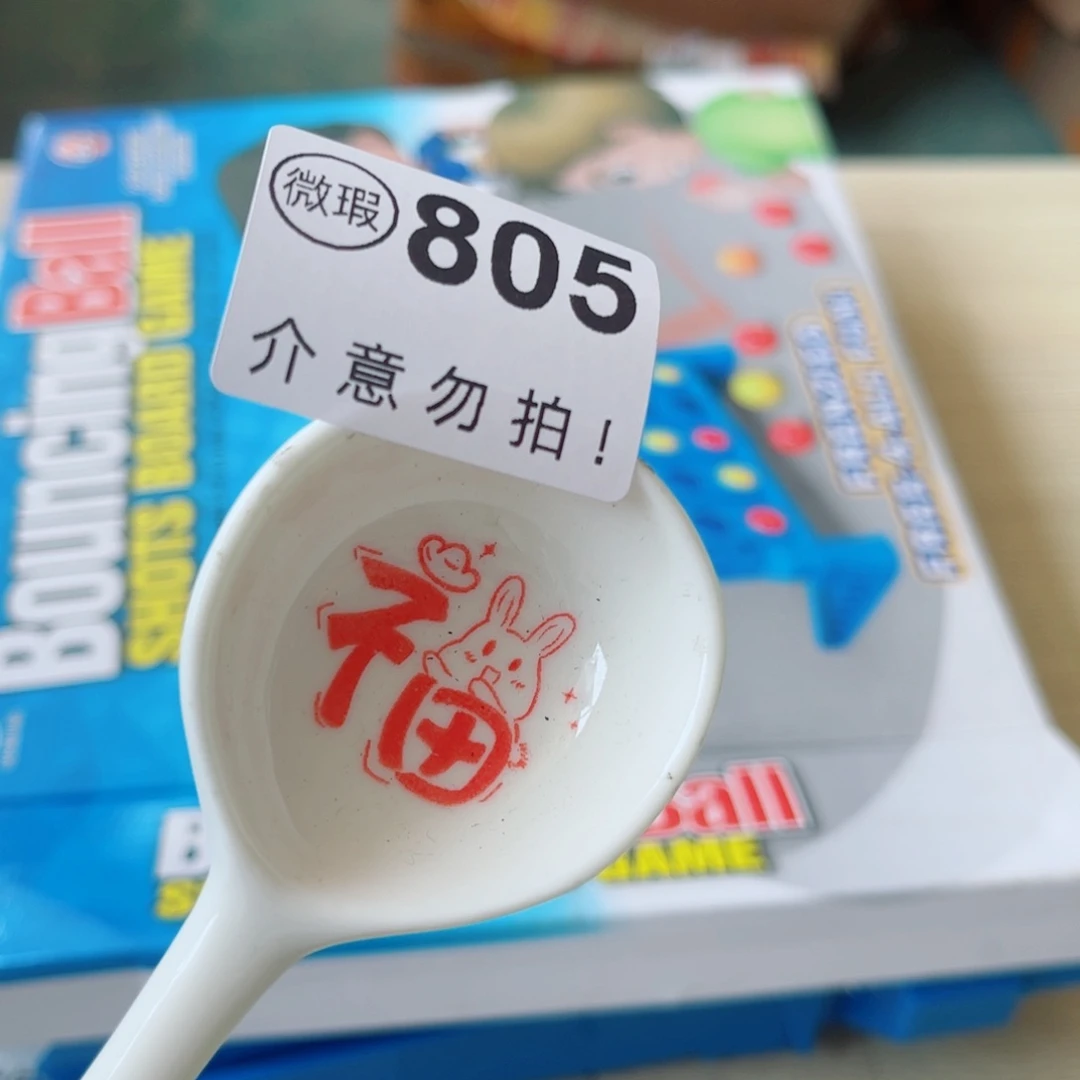 微瑕 805
介意勿拍!
福
Bouncing Ball
SHOTS BOARD GAME
Ball
GAME